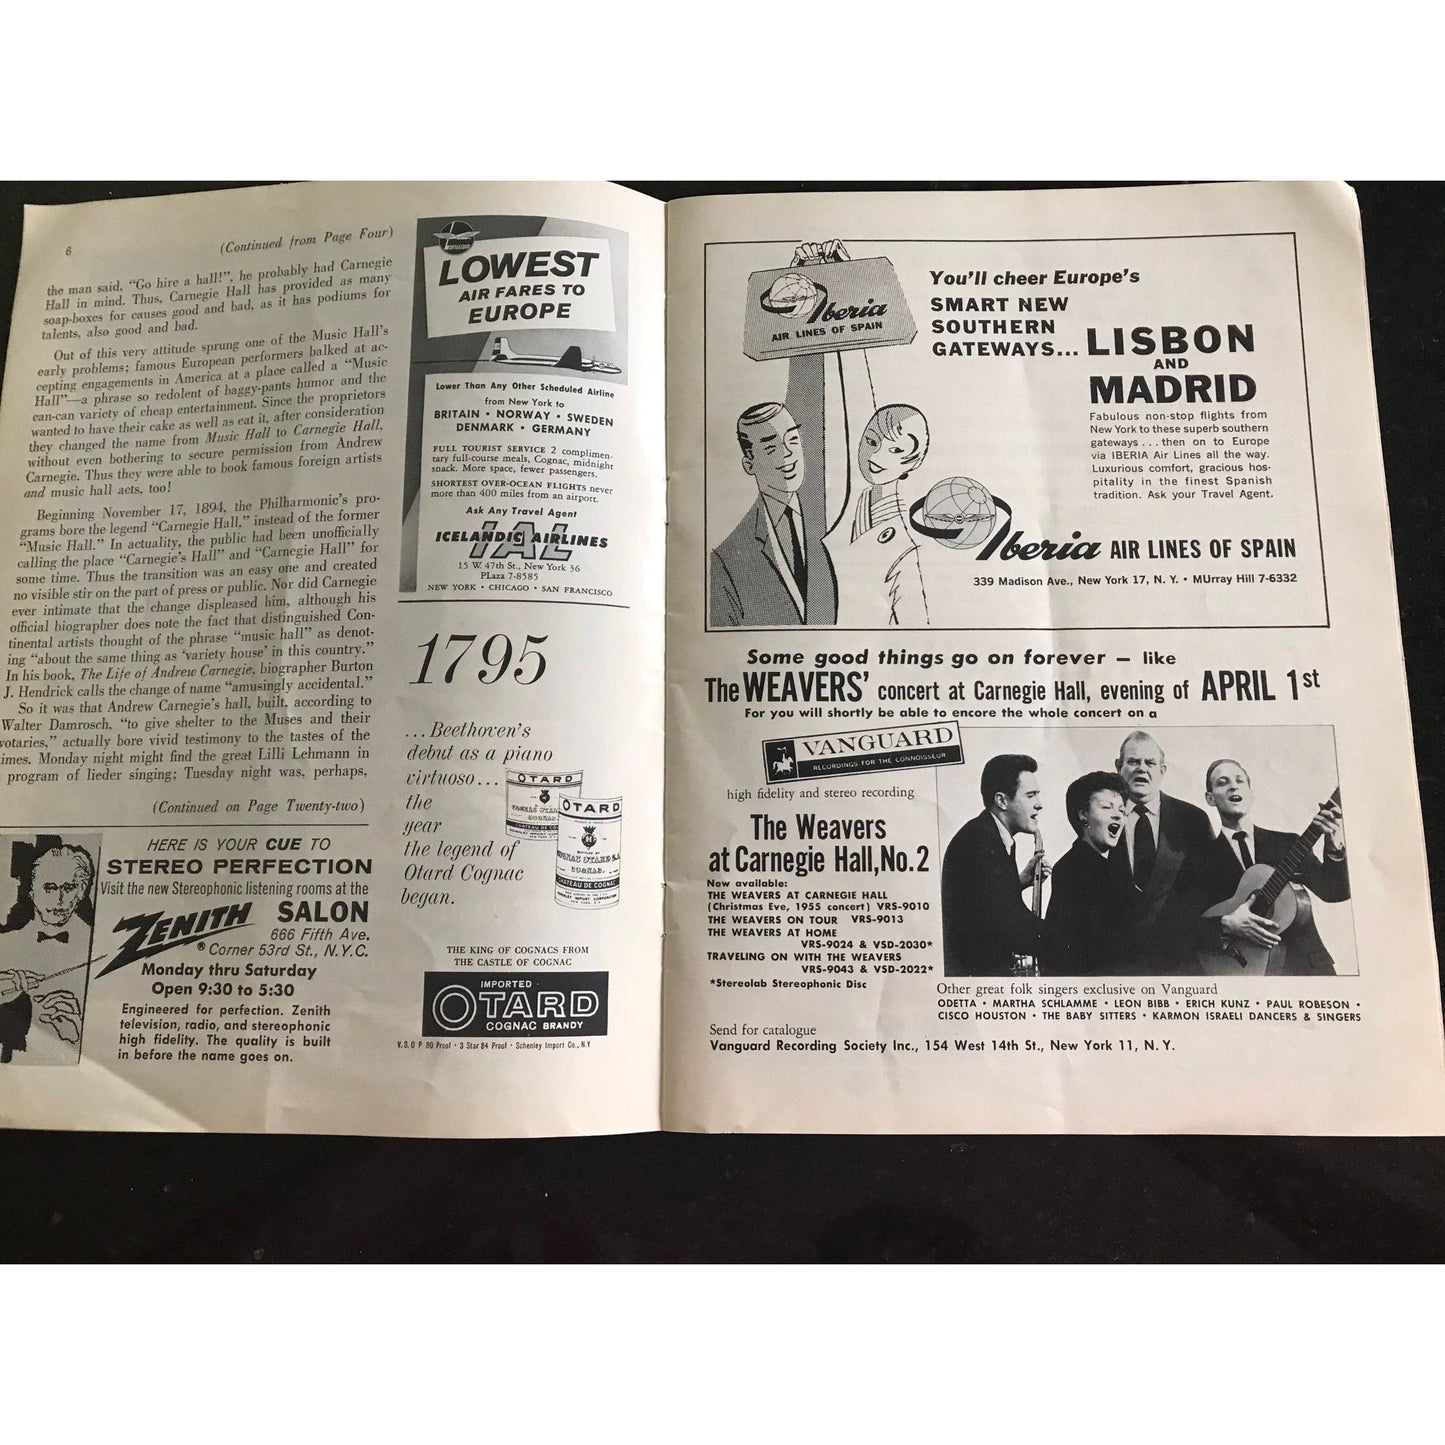 6
(Continued from Page Four)
the man said, "Go hire a hall!", he probably had Carnegie
Hall in mind. Thus, Carnegie Hall has provided as many
soap-boxes for causes good and bad, as it has podiums for
talents, also good and bad.
Out of this very attitude sprung one of the Music Hall's
early problems; famous European performers balked at ac-
cepting engagements in America at a place called a "Music
Hall"—a phrase so redolent of baggy-pants humor and the
can-can variety of cheap entertainment. Since the proprietors
wanted to have their cake as well as eat it, after consideration
they changed the name from Music Hall to Carnegie Hall,
without even bothering to secure permission from Andrew
Carnegie. Thus they were able to book famous foreign artists
and music hall acts, too!
Beginning November 17, 1894, the Philharmonic's pro-
grams bore the legend "Carnegie Hall," instead of the former
"Music Hall." In actuality, the public had been unofficially
calling the place "Carnegie's Hall" and "Carnegie Hall" for
some time. Thus the transition was an easy one and created
no visible stir on the part of press or public. Nor did Carnegie
ever intimate that the change displeased him, although his
official biographer does note the fact that distinguished Con-
tinental artists thought of the phrase "music hall" as denot-
ing "about the same thing as 'variety house' in this country."
In his book, The Life of Andrew Carnegie, biographer Burton
J. Hendrick calls the change of name "amusingly accidental."
So it was that Andrew Carnegie's hall, built, according to
Walter Damrosch, "to give shelter to the Muses and their
votaries," actually bore vivid testimony to the tastes of the
times. Monday night might find the great Lilli Lehmann in
program of lieder singing; Tuesday night was, perhaps,
(Continued on Page Twenty-two)
HERE IS YOUR CUE TO
STEREO PERFECTION
Visit the new Stereophonic listening rooms at the
ZENITH SALON
666 Fifth Ave.
® Corner 53rd St., N.Y.C.
Monday thru Saturday
Open 9:30 to 5:30
Engineered for perfection. Zenith
television, radio, and stereophonic
high fidelity. The quality is built
in before the name goes on.
LOWEST
AIR FARES TO
EUROPE
Lower Than Any Other Scheduled Airline
from New York to
BRITAIN • NORWAY • SWEDEN
DENMARK • GERMANY
FULL TOURIST SERVICE 2 complimen-
tary full-course meals, Cognac, midnight
snack. More space, fewer passengers.
SHORTEST OVER-OCEAN FLIGHTS never
more than 400 miles from an airport.
Ask Any Travel Agent
IAL
ICELANDIC AIRLINES
15 W. 47th St., New York 36
PLaza 7-8585
NEW YORK • CHICAGO • SAN FRANCISCO
1795
...Beethoven's
debut as a piano
virtuoso...
the
year
the legend of
Otard Cognac
began.
OTARD
OTARD
COGNAC
THE KING OF COGNACS FROM
THE CASTLE OF COGNAC
IMPORTED
OTARD
COGNAC BRANDY
V.S.O.P 80 Proof • 3 Star 84 Proof • Schenley Import Co., N.Y
Iberia
AIR LINES OF SPAIN
You'll cheer Europe's
SMART NEW
SOUTHERN
GATEWAYS...
LISBON
AND
MADRID
Fabulous non-stop flights from
New York to these superb southern
gateways . . . then on to Europe
via IBERIA Air Lines all the way.
Luxurious comfort, gracious hos-
pitality in the finest Spanish
tradition. Ask your Travel Agent.
Iberia AIR LINES OF SPAIN
339 Madison Ave., New York 17, N. Y. • MUrray Hill 7-6332
Some good things go on forever — like
The WEAVERS' concert at Carnegie Hall, evening of APRIL 1st
For you will shortly be able to encore the whole concert on a
VANGUARD
RECORDINGS FOR THE CONNOISSEUR
high fidelity and stereo recording
The Weavers
at Carnegie Hall, No. 2
Now available:
THE WEAVERS AT CARNEGIE HALL
(Christmas Eve, 1955 concert) VRS-9010
THE WEAVERS ON TOUR VRS-9013
THE WEAVERS AT HOME
VRS-9024 & VSD-2030*
TRAVELING ON WITH THE WEAVERS
VRS-9043 & VSD-2022*
*Stereolab Stereophonic Disc
Other great folk singers exclusive on Vanguard
ODETTA • MARTHA SCHLAMME • LEON BIBB • ERICH KUNZ • PAUL ROBESON •
CISCO HOUSTON • THE BABY SITTERS • KARMON ISRAELI DANCERS & SINGERS
Send for catalogue
Vanguard Recording Society Inc., 154 West 14th St., New York 11, N. Y.